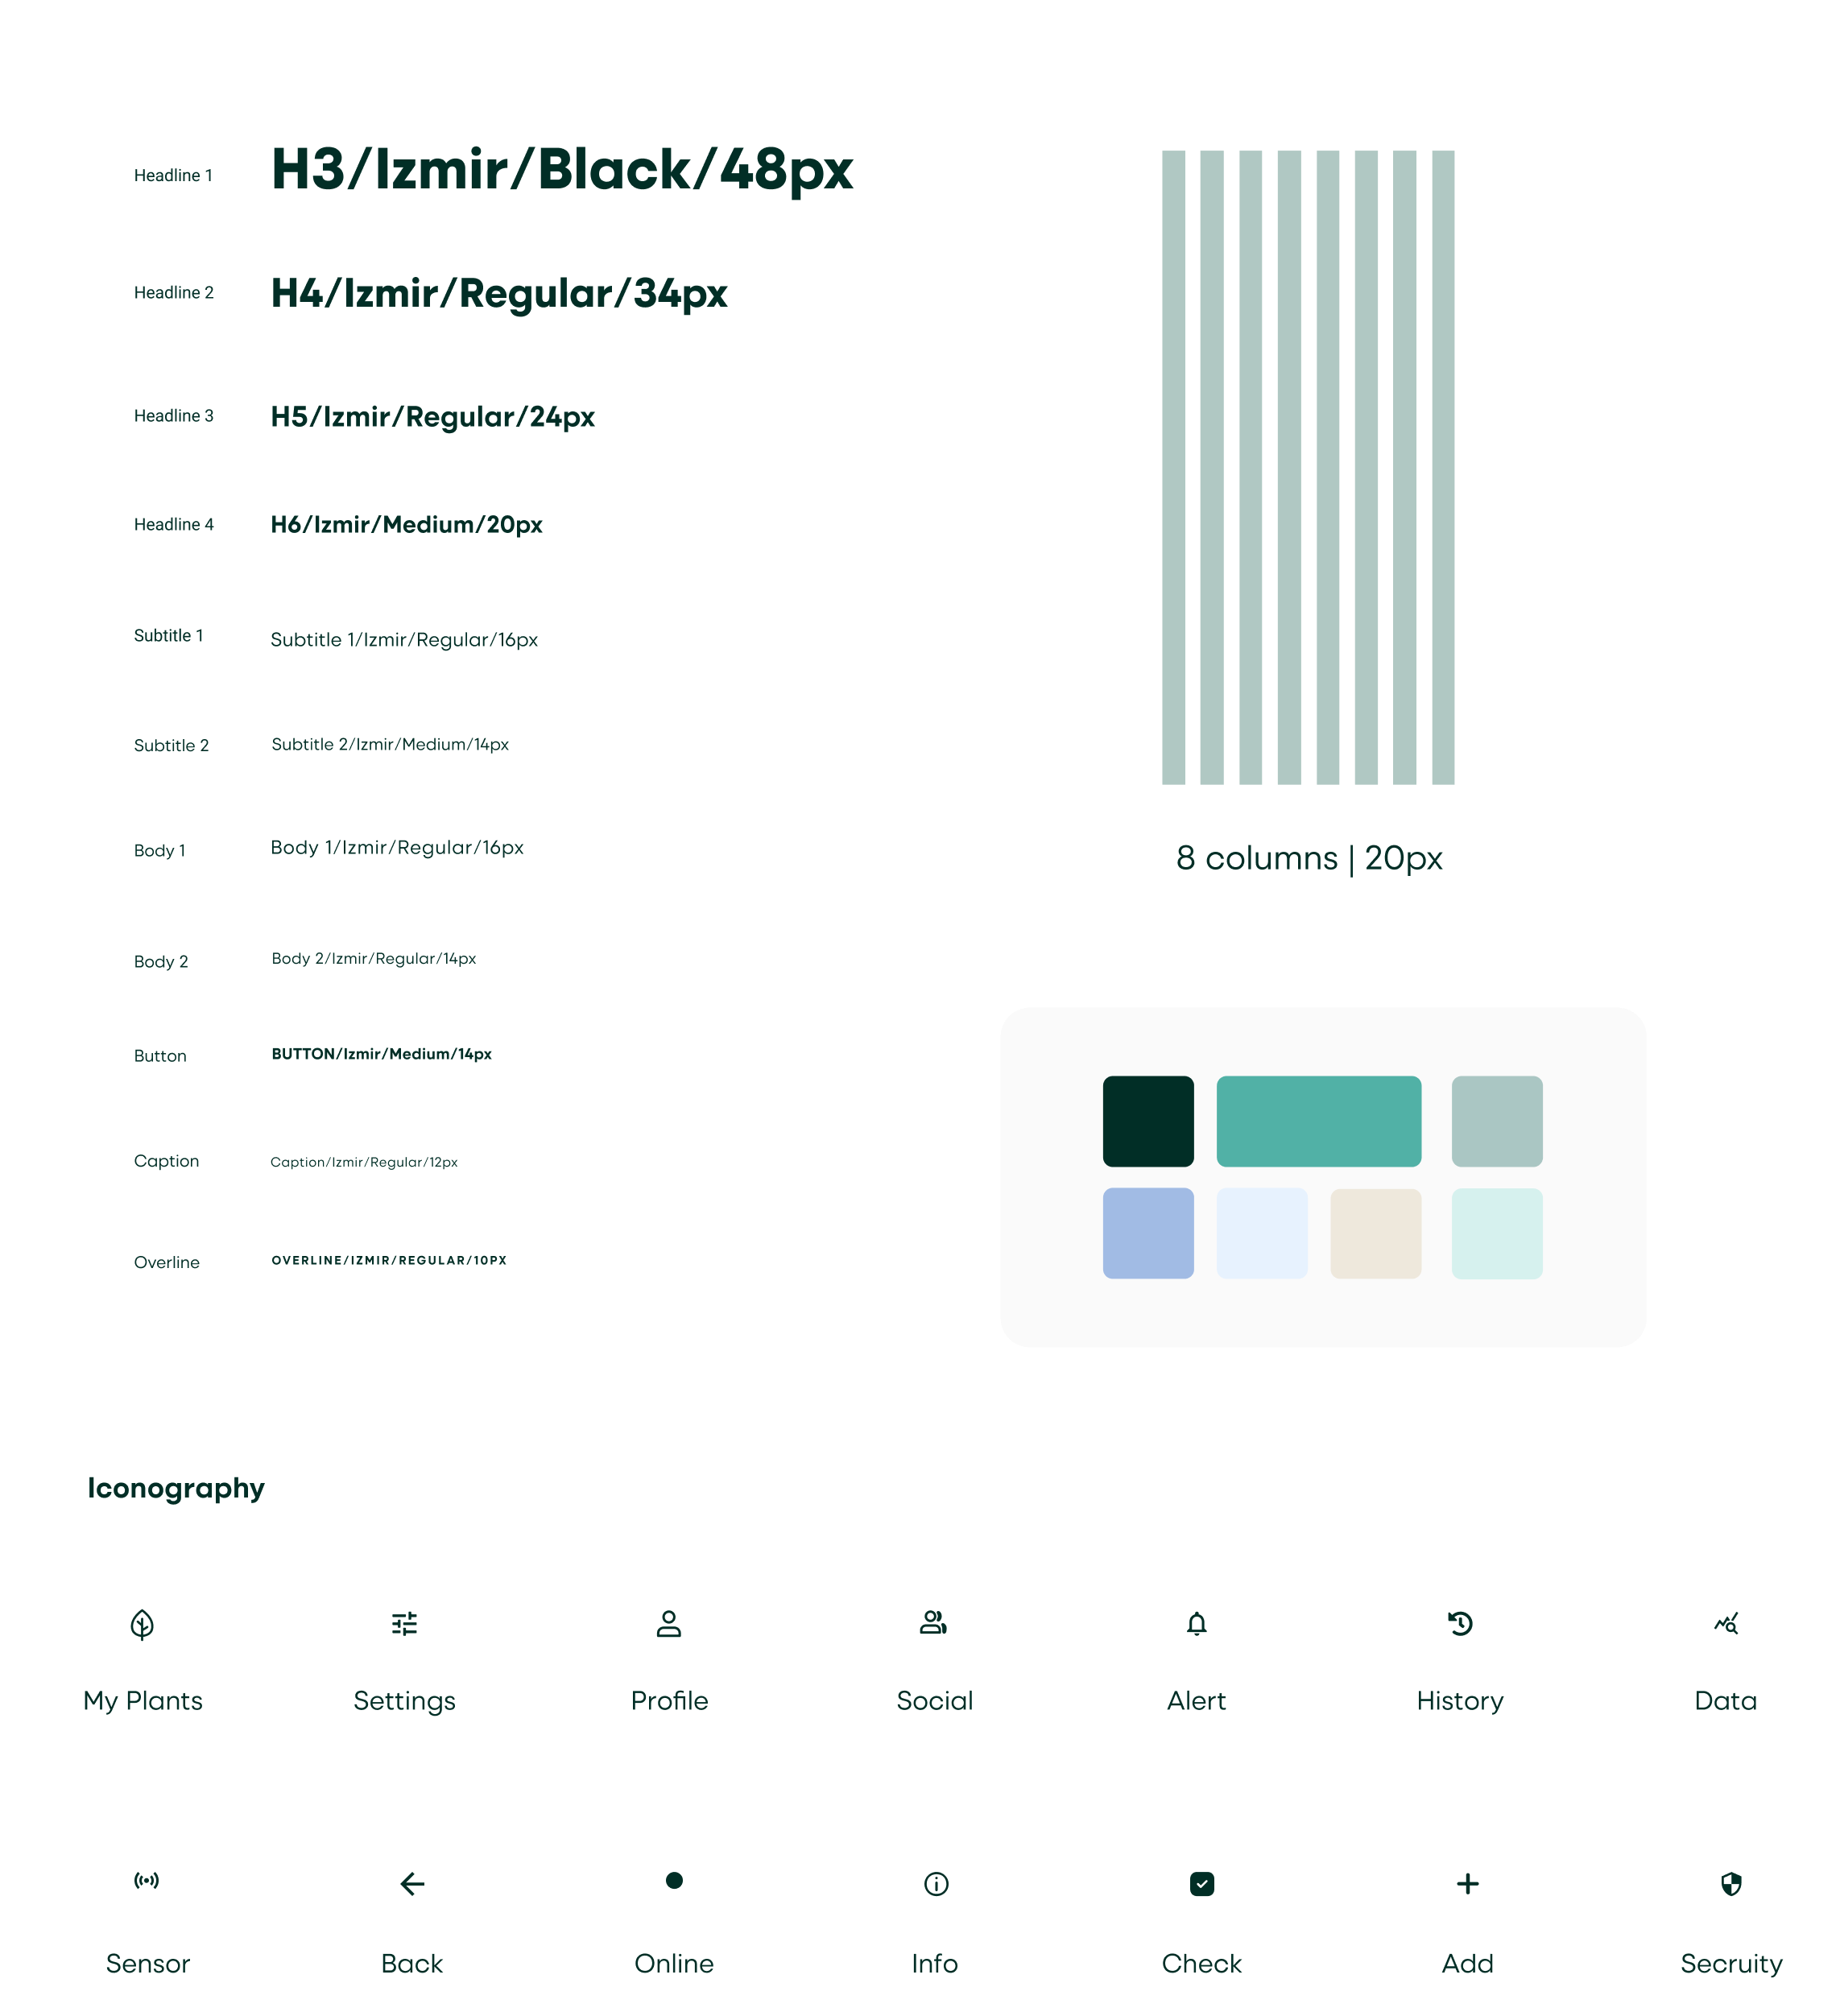 Headline 1
H3/Izmir/Black/48px
Headline 2
H4/Izmir/Regular/34px
Headline 3
H5/Izmir/Regular/24px
Headline 4
H6/Izmir/Medium/20px
Subtitle 1
Subtitle 1/Izmir/Regular/16px
Subtitle 2
Subtitle 2/Izmir/Medium/14px
Body 1
Body 1/Izmir/Regular/16px
Body 2
Body 2/Izmir/Regular/14px
Button
BUTTON/Izmir/Medium/14px
Caption
Caption/Izmir/Regular/12px
Overline
OVERLINE/IZMIR/REGULAR/10PX
8 columns | 20px
Iconography
My Plants
Settings
Profile
Social
Alert
History
Data
Sensor
Back
Online
Info
Check
Add
Secruity